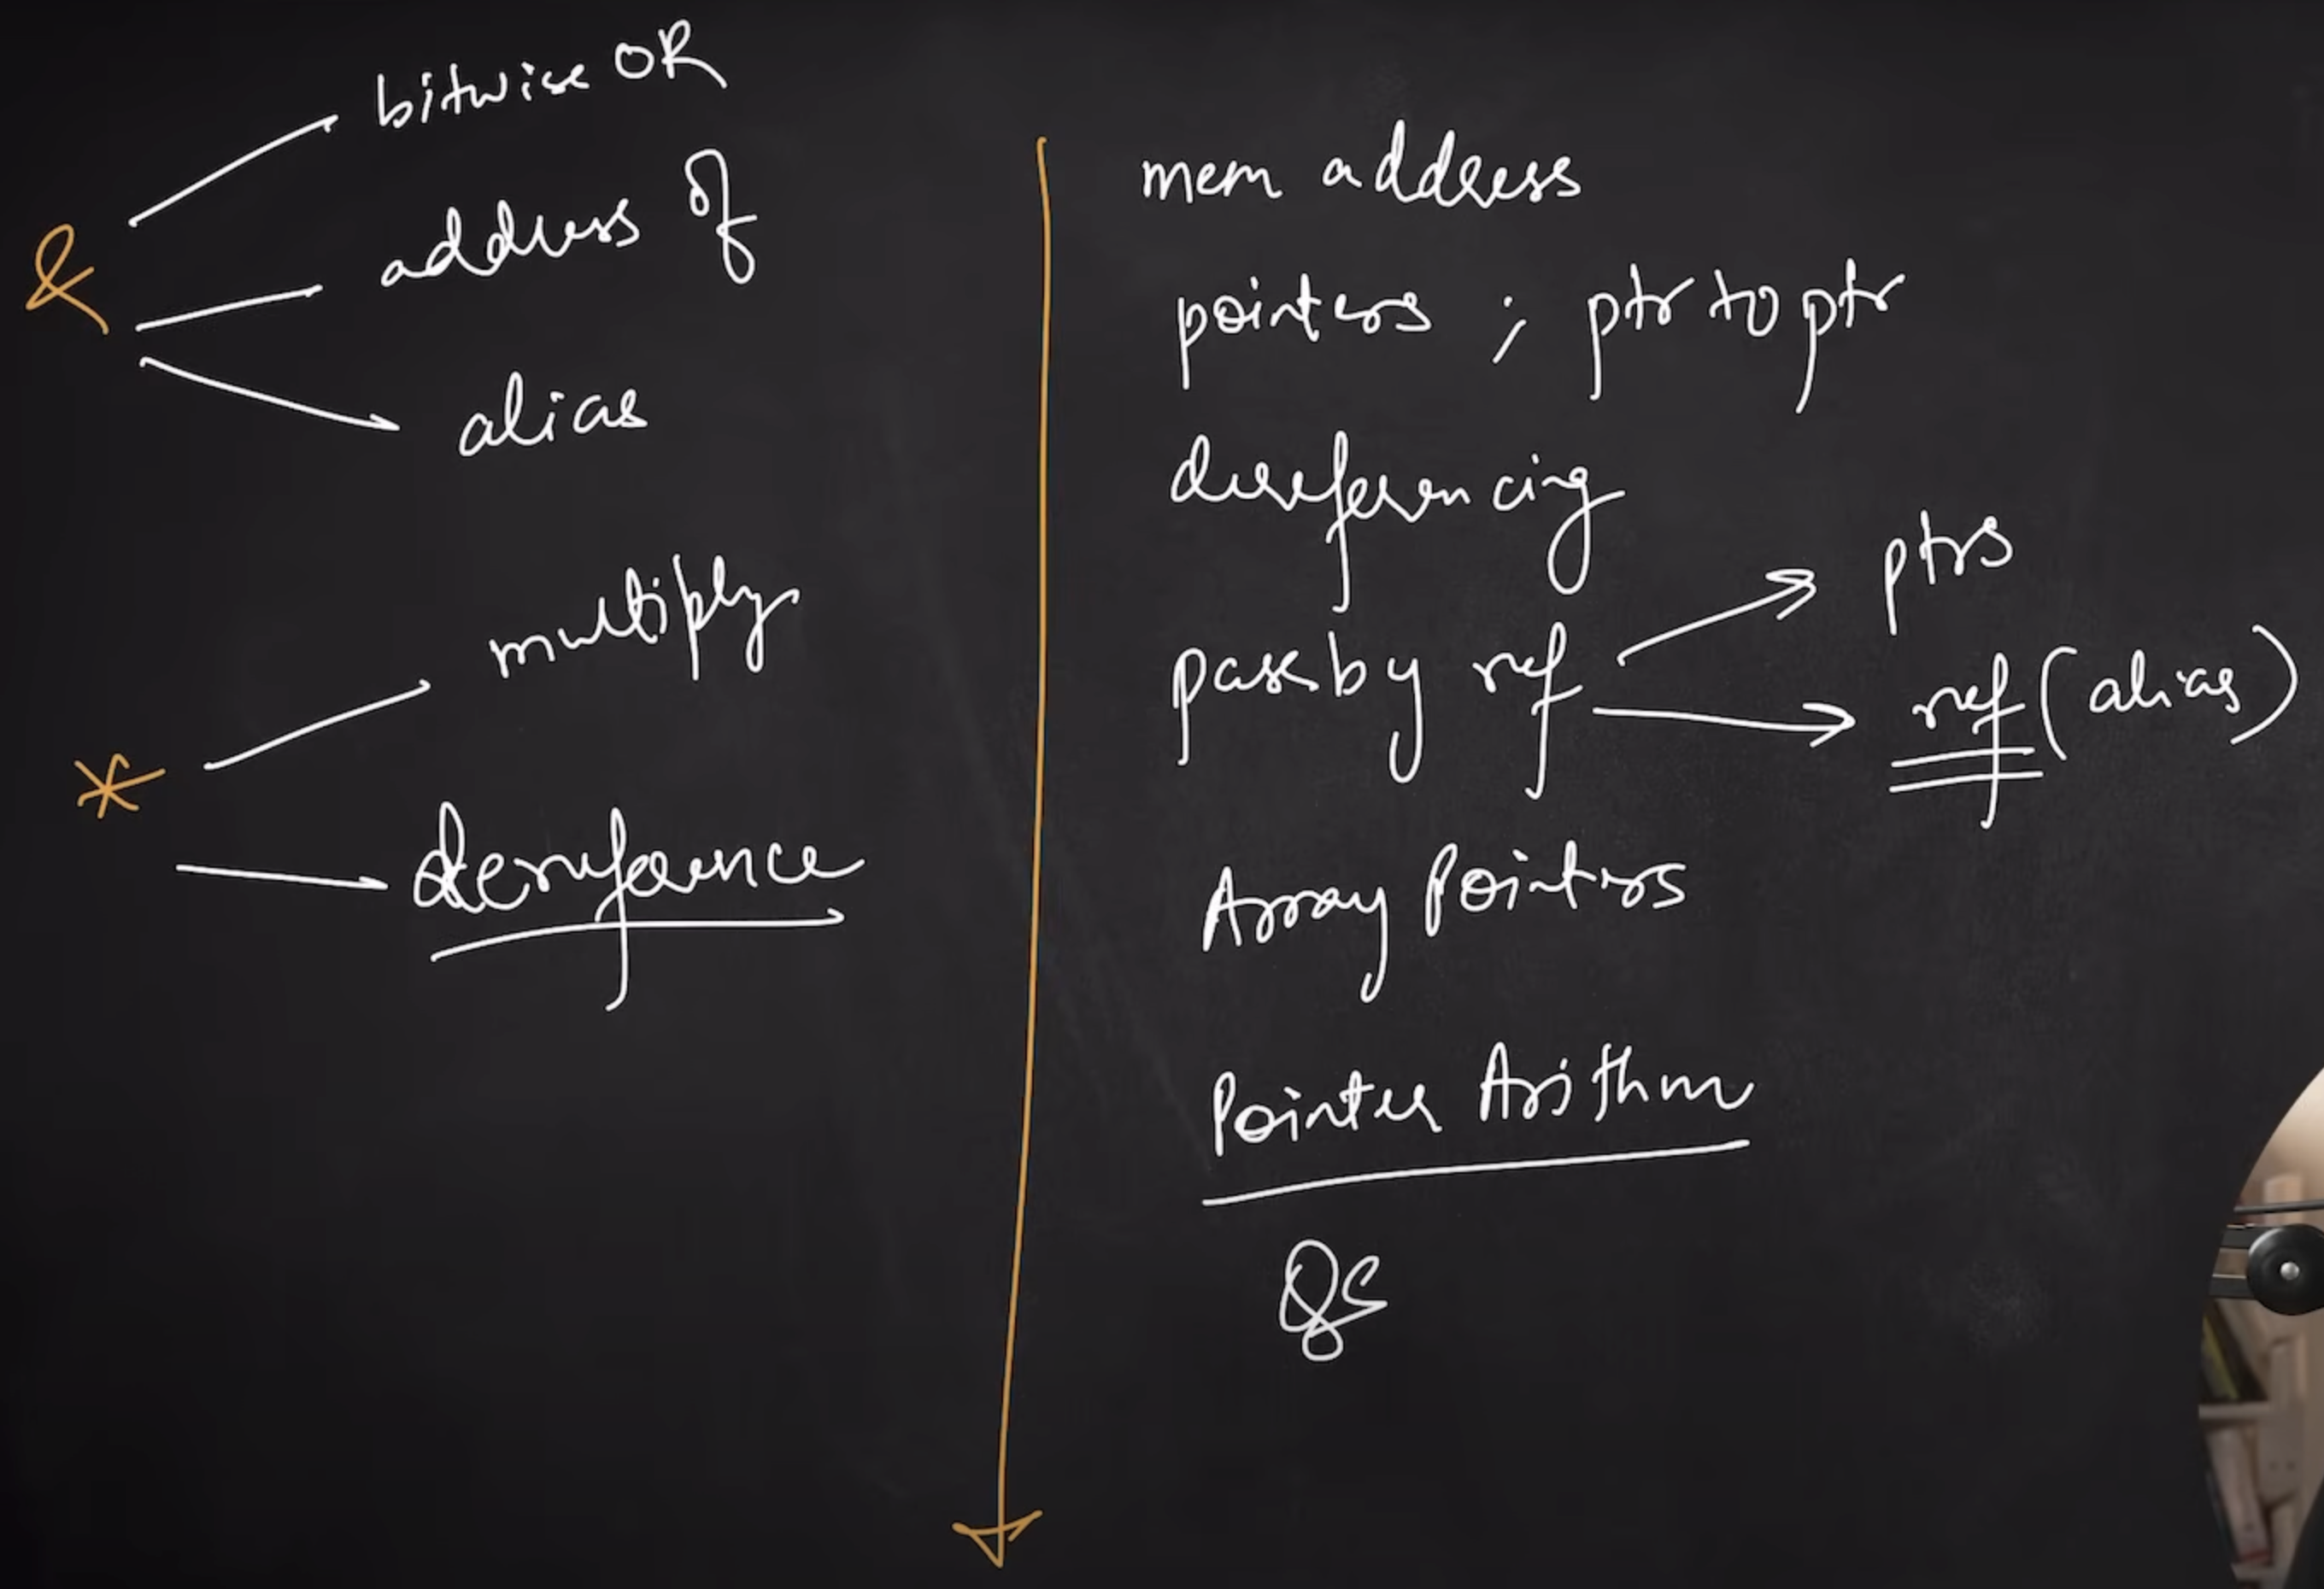 bitwise OR
address of
&
alias
multiply
*
dereference
mem address
pointers ; ptr to ptr
dereferencing
ptrs
pass by ref
ref (alias)
Array Pointers
Pointer Arithm
Qs